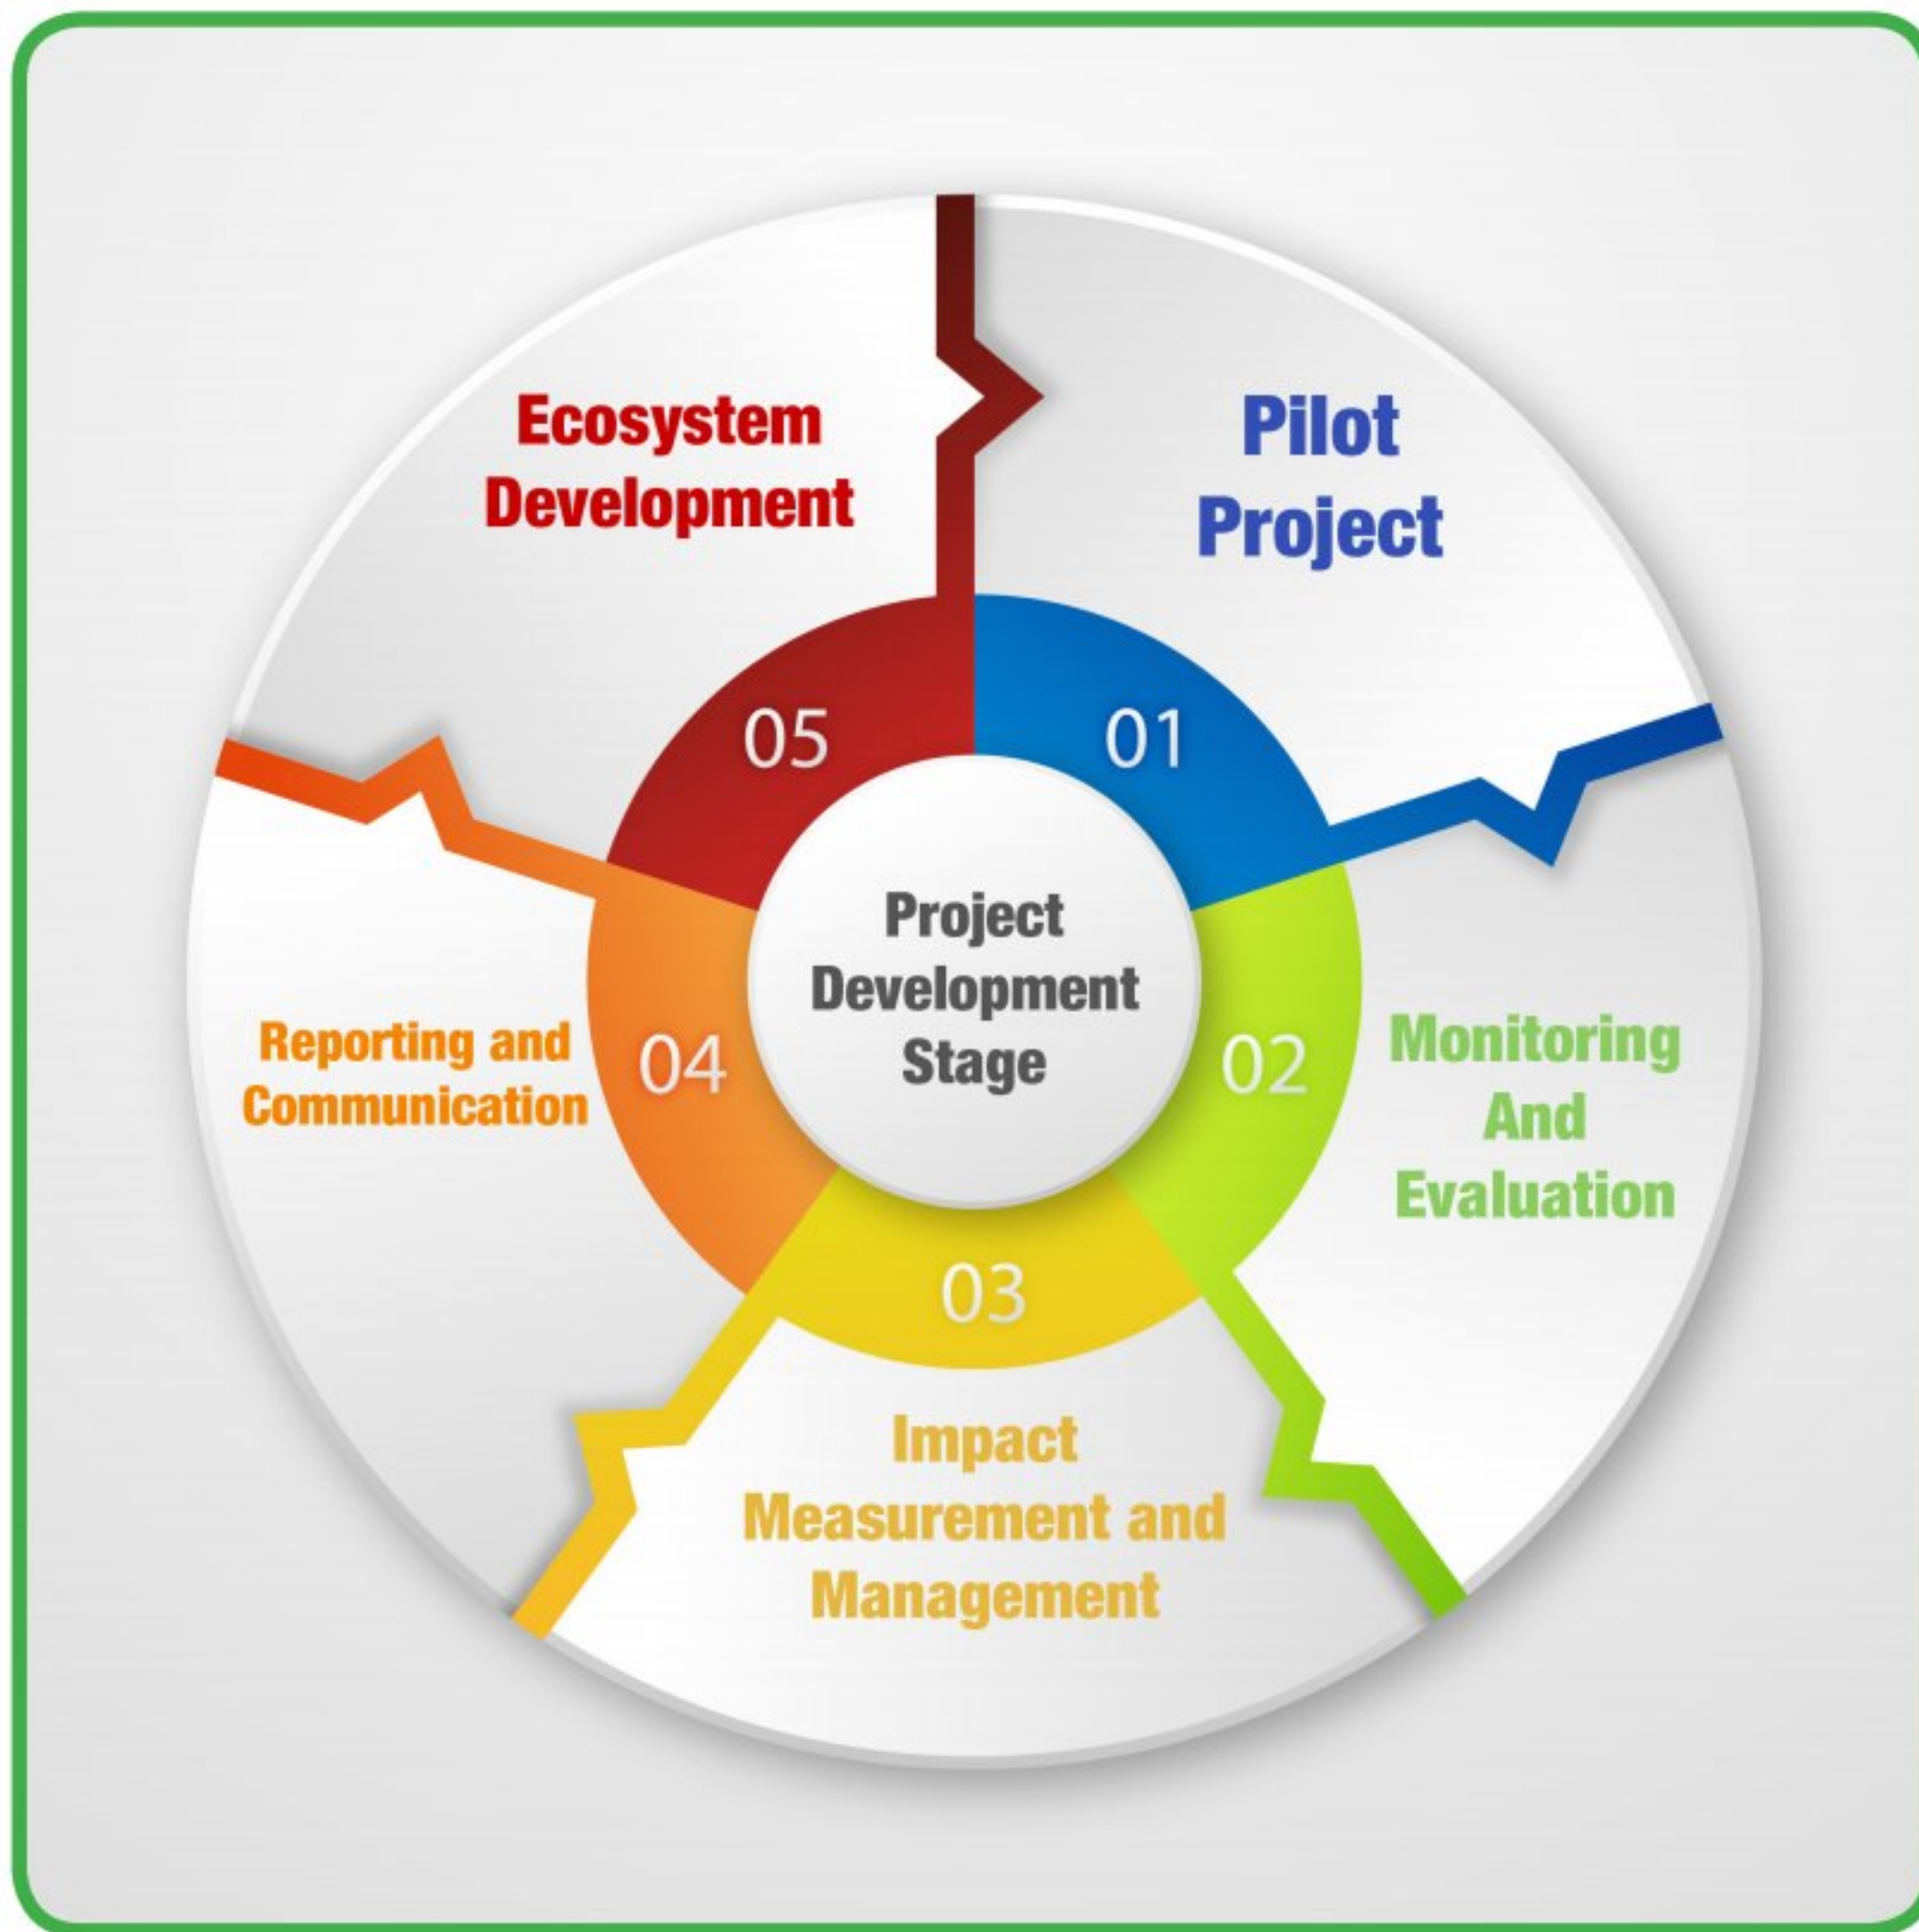 Project
Development
Stage
01
Pilot
Project
02
Monitoring
And
Evaluation
03
Impact
Measurement and
Management
04
Reporting and
Communication
05
Ecosystem
Development